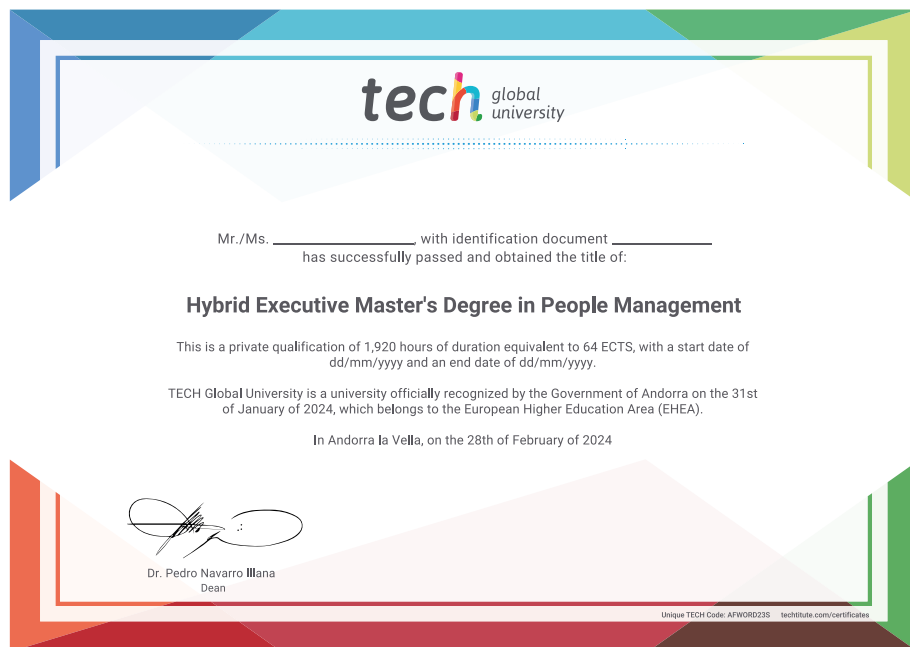 tech global
university
Mr./Ms. ________________, with identification document ____________
has successfully passed and obtained the title of:
Hybrid Executive Master's Degree in People Management
This is a private qualification of 1,920 hours of duration equivalent to 64 ECTS, with a start date of
dd/mm/yyyy and an end date of dd/mm/yyyy.
TECH Global University is a university officially recognized by the Government of Andorra on the 31st
of January of 2024, which belongs to the European Higher Education Area (EHEA).
In Andorra la Vella, on the 28th of February of 2024
Dr. Pedro Navarro Illana
Dean
Unique TECH Code: AFWORD23S techtitute.com/certificates